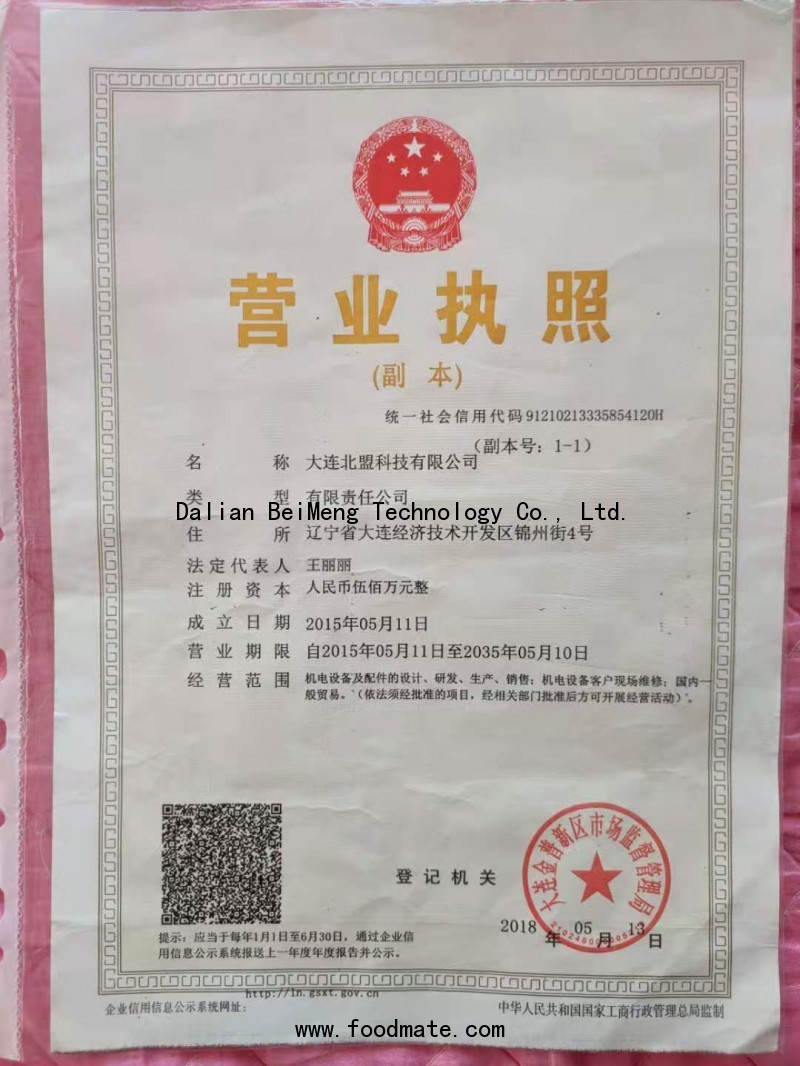 营业执照
(副 本)
统一社会信用代码 91210213335854120H
(副本号：1-1)
名 称 大连北盟科技有限公司
类 型 有限责任公司
Dalian BeiMeng Technology Co., Ltd.
住 所 辽宁省大连经济技术开发区锦州街4号
法定代表人 王丽丽
注册资本 人民币伍佰万元整
成立日期 2015年05月11日
营业期限 自2015年05月11日至2035年05月10日
经营范围 机电设备及配件的设计、研发、生产、销售；机电设备客户现场维修；国内一
般贸易。（依法须经批准的项目，经相关部门批准后方可开展经营活动）。
登记机关
大连金普新区市场监督管理局
2018年05月13日
提示：应当于每年1月1日至6月30日，通过企业信
用信息公示系统报送上一年度年度报告并公示。
http://ln.gsxt.gov.cn
企业信用信息公示系统网址：
中华人民共和国国家工商行政管理总局监制
www.foodmate.com